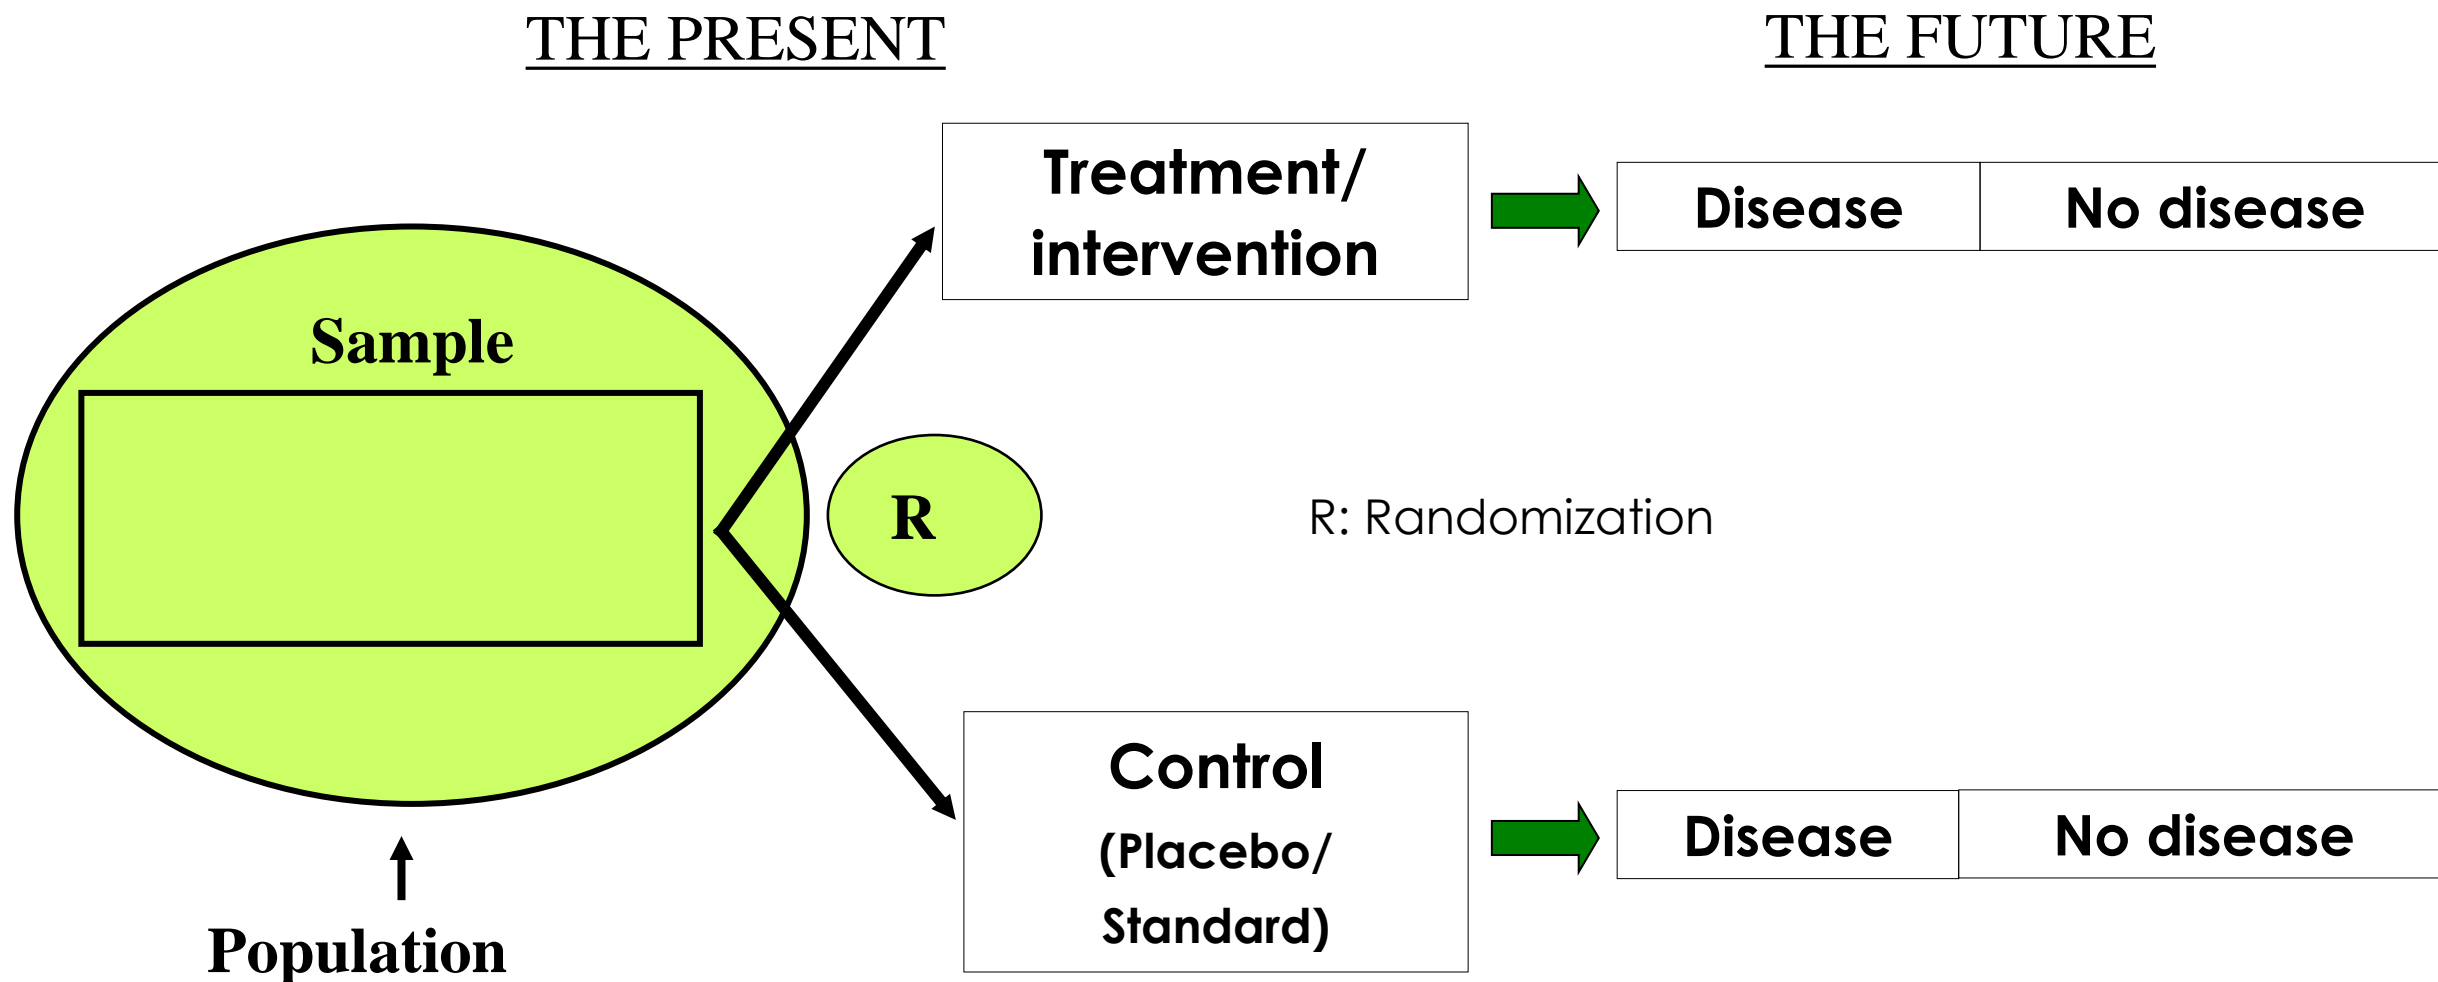 THE PRESENT
THE FUTURE
Treatment/
intervention
Disease
No disease
Sample
R
R: Randomization
Control
(Placebo/
Standard)
Disease
No disease
Population